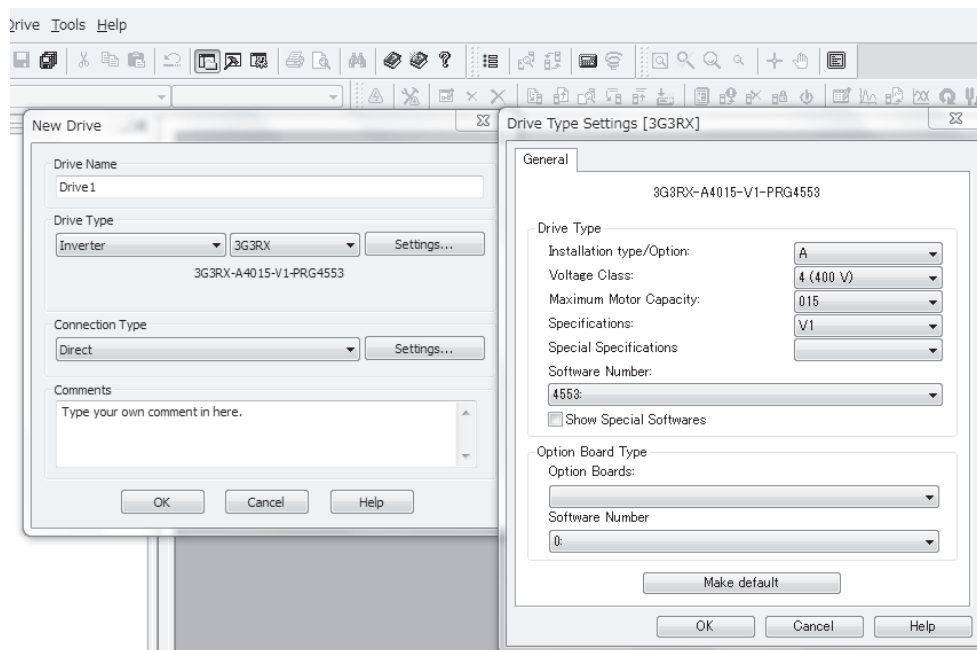 Drive Tools Help
New Drive
Drive Name
Drive1
Drive Type
Inverter 3G3RX Settings...
3G3RX-A4015-V1-PRG4553
Connection Type
Direct Settings...
Comments
Type your own comment in here.
OK Cancel Help
Drive Type Settings [3G3RX]
General
3G3RX-A4015-V1-PRG4553
Drive Type
Installation type/Option: A
Voltage Class: 4 (400 V)
Maximum Motor Capacity: 015
Specifications: V1
Special Specifications
Software Number:
4553:
Show Special Softwares
Option Board Type
Option Boards:
Software Number
0:
Make default
OK Cancel Help